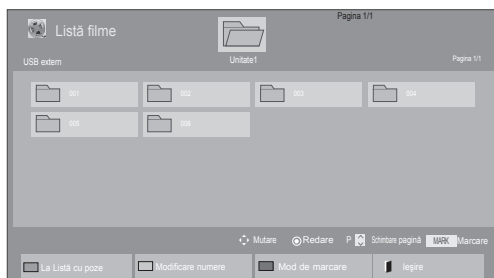 Pagina 1/1
Listă filme
USB extern
Unitate1
Pagina 1/1
001 002 003 004
005 006
Mutare Redare P Schimbare pagină MARK Marcare
La Listă cu poze Modificare numere Mod de marcare Ieșire